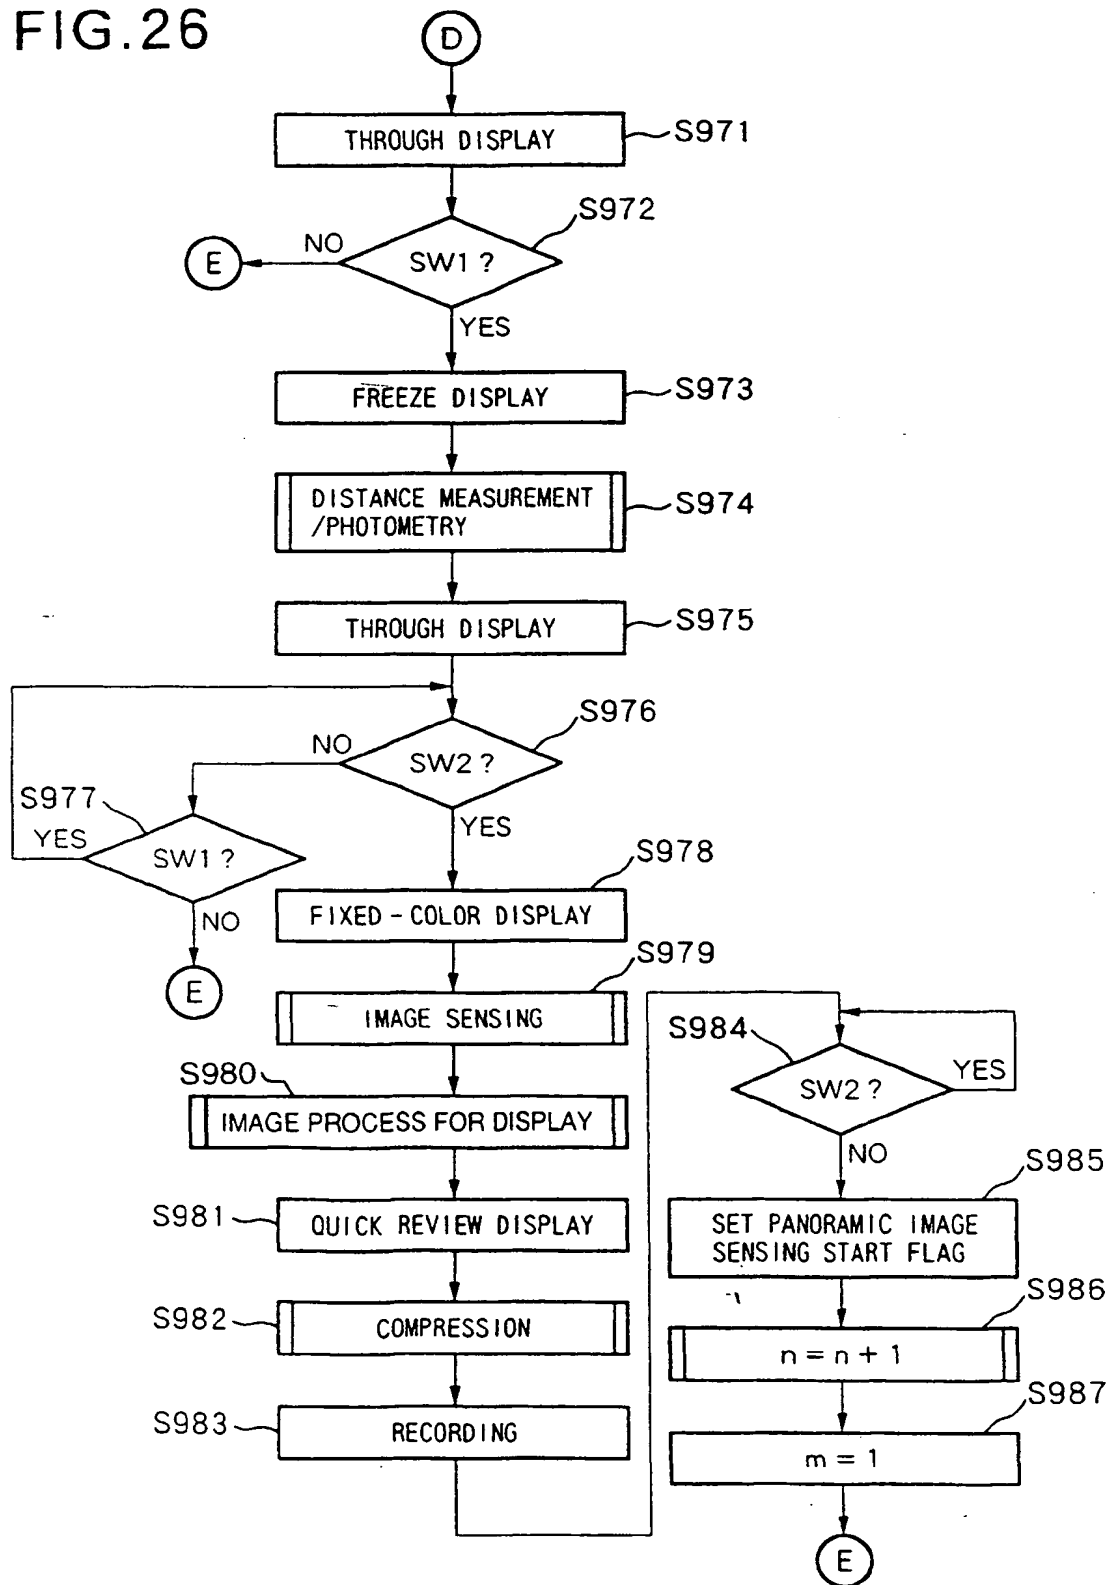 FIG.26
D
THROUGH DISPLAY
S971
S972
NO
E
SW1?
YES
FREEZE DISPLAY
S973
DISTANCE MEASUREMENT
/PHOTOMETRY
S974
THROUGH DISPLAY
S975
S976
NO
SW2?
S977
YES
YES
SW1?
NO
E
S978
FIXED-COLOR DISPLAY
S979
IMAGE SENSING
S980
IMAGE PROCESS FOR DISPLAY
S981
QUICK REVIEW DISPLAY
S982
COMPRESSION
S983
RECORDING
S984
YES
SW2?
NO
S985
SET PANORAMIC IMAGE
SENSING START FLAG
S986
n = n + 1
S987
m = 1
E